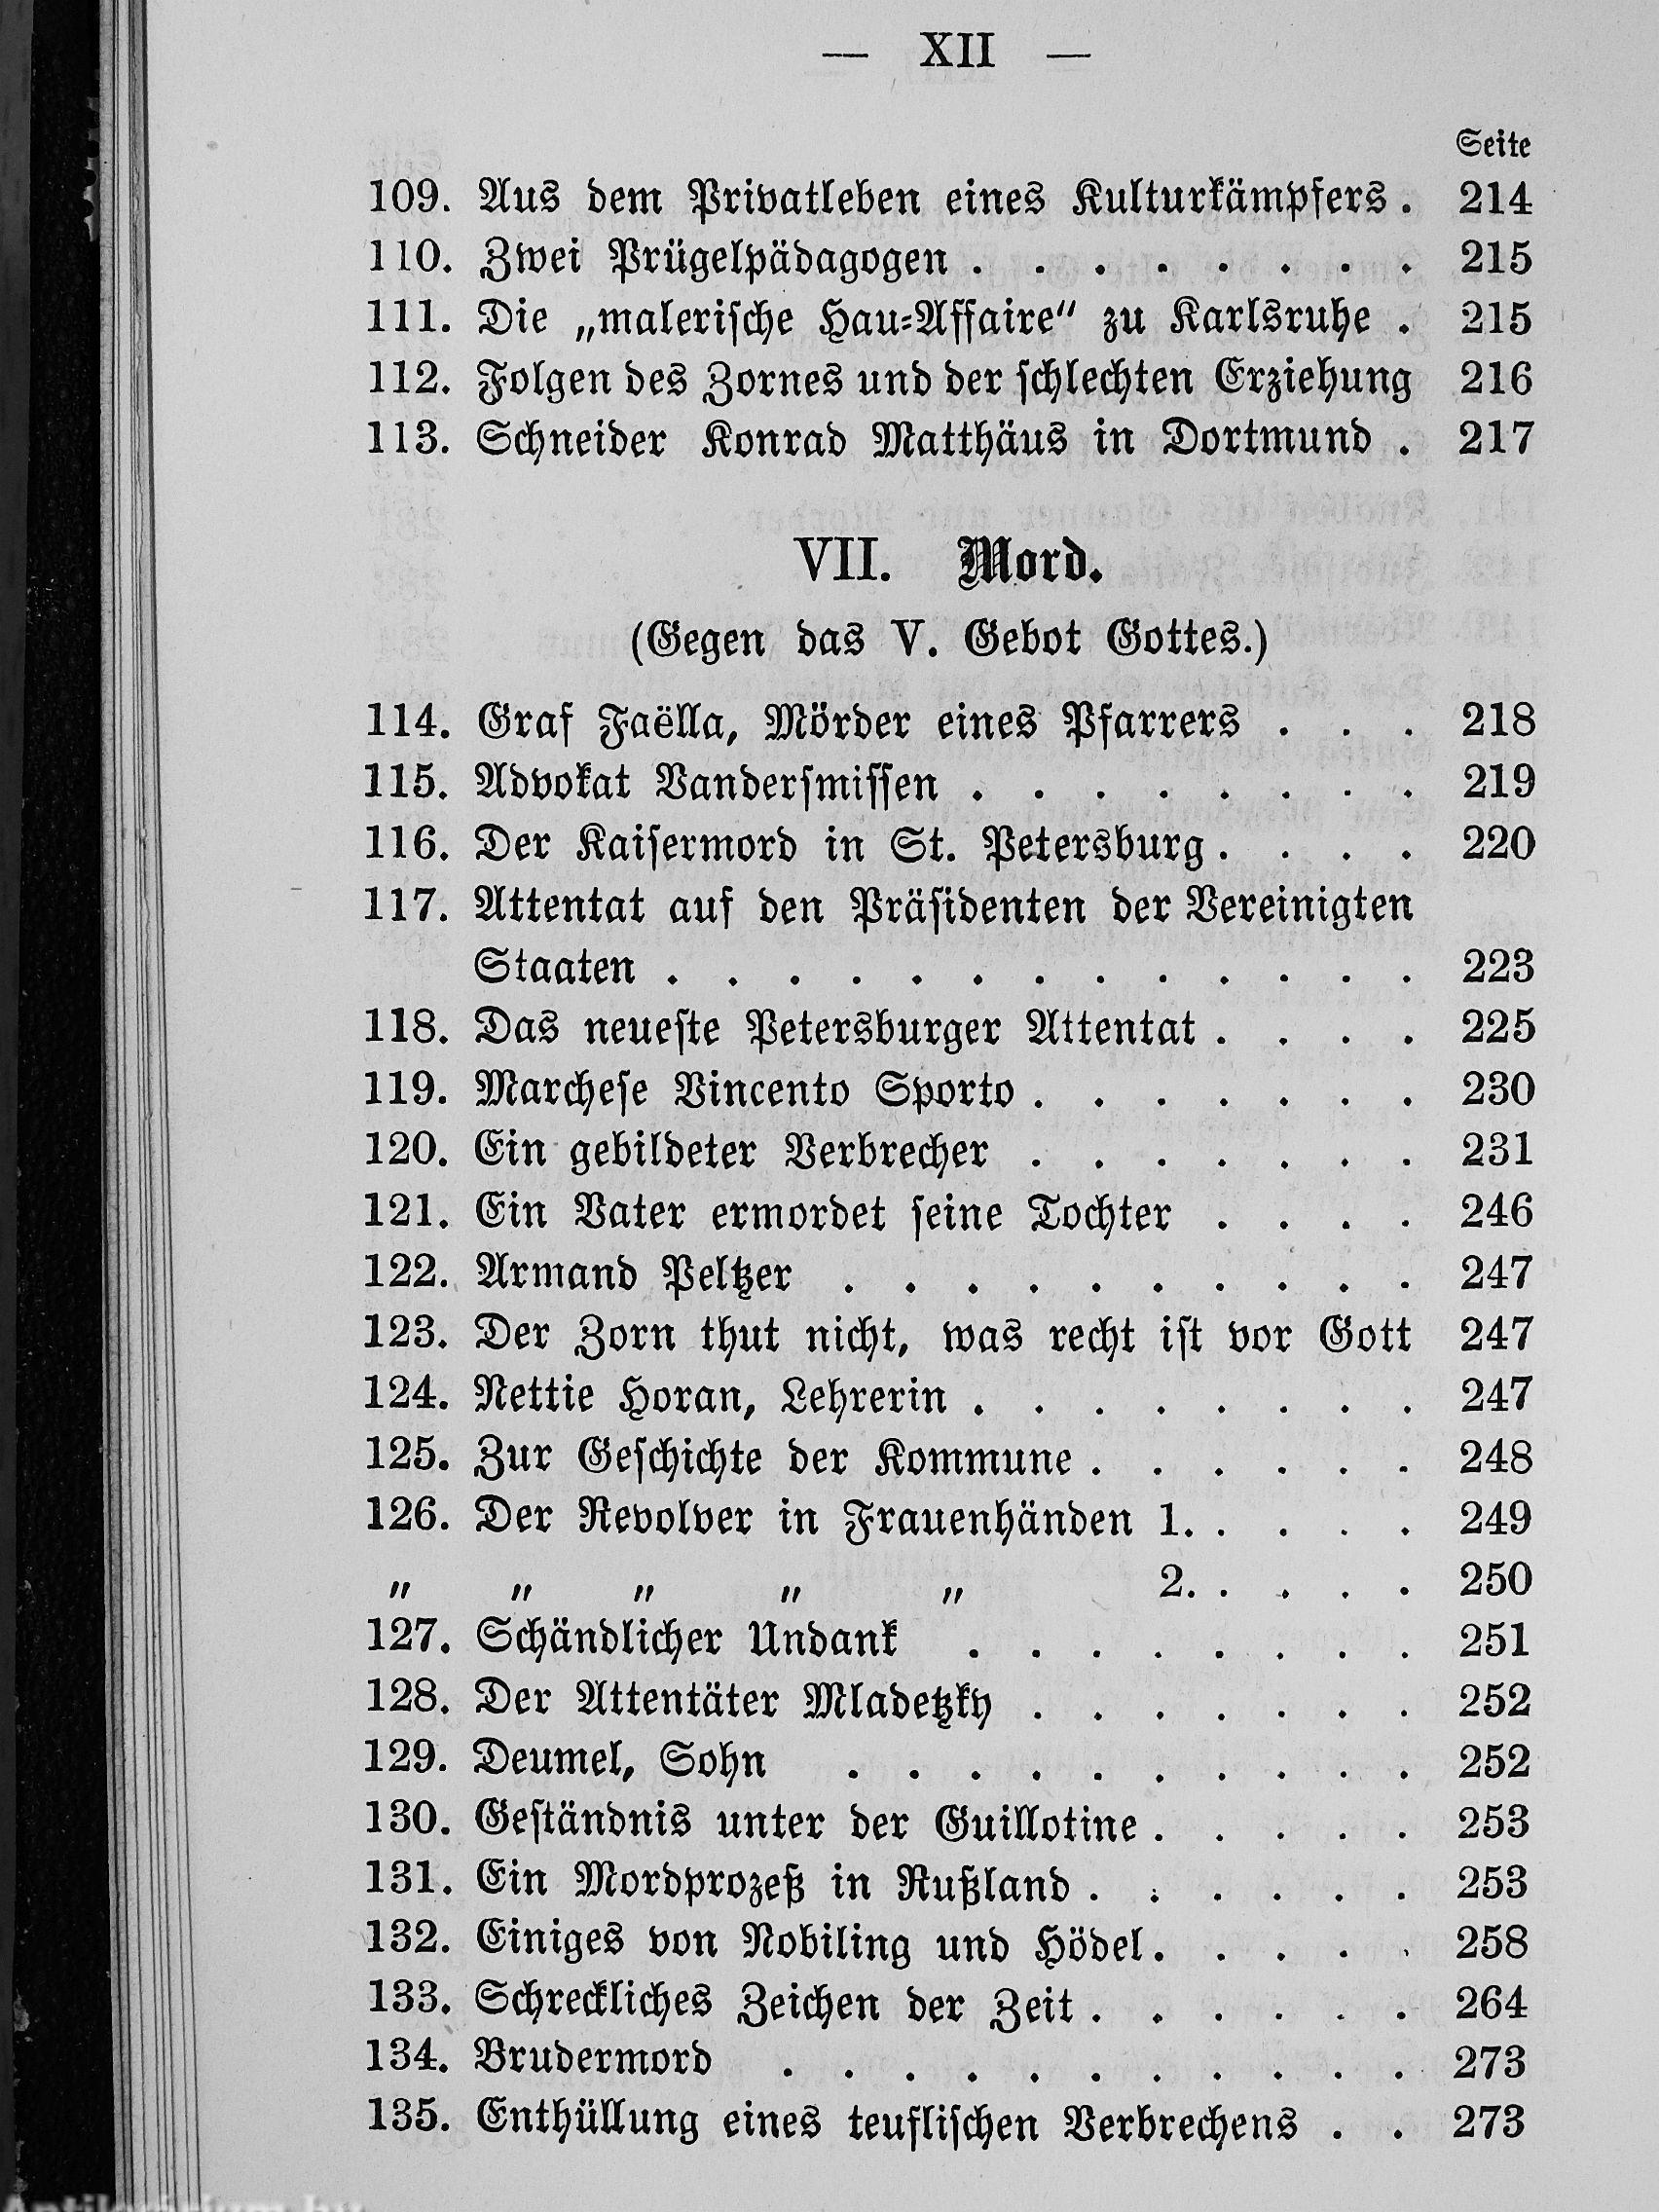 — XII —
Seite
109. Aus dem Privatleben eines Kulturkämpfers . 214
110. Zwei Prügelpädagogen . . . . . . . . 215
111. Die „malerische Hau-Affaire“ zu Karlsruhe . 215
112. Folgen des Zornes und der schlechten Erziehung 216
113. Schneider Konrad Matthäus in Dortmund . 217
VII. Mord.
(Gegen das V. Gebot Gottes.)
114. Graf Faëlla, Mörder eines Pfarrers . . . 218
115. Advokat Vandersmissen . . . . . . . . 219
116. Der Kaisermord in St. Petersburg . . . . 220
117. Attentat auf den Präsidenten der Vereinigten
Staaten . . . . . . . . . . . . . 223
118. Das neueste Petersburger Attentat . . . . 225
119. Marchese Vincento Sporto . . . . . . . 230
120. Ein gebildeter Verbrecher . . . . . . . 231
121. Ein Vater ermordet seine Tochter . . . . 246
122. Armand Peltzer . . . . . . . . . . 247
123. Der Zorn thut nicht, was recht ist vor Gott 247
124. Nettie Horan, Lehrerin . . . . . . . . 247
125. Zur Geschichte der Kommune . . . . . . 248
126. Der Revolver in Frauenhänden 1. . . . . 249
„ „ „ „ „ 2. . . . . 250
127. Schändlicher Undank . . . . . . . . 251
128. Der Attentäter Mladetzky . . . . . . . 252
129. Deumel, Sohn . . . . . . . . . . 252
130. Geständnis unter der Guillotine . . . . . 253
131. Ein Mordprozeß in Rußland . . . . . . 253
132. Einiges von Nobiling und Hödel . . . . . 258
133. Schreckliches Zeichen der Zeit . . . . . . 264
134. Brudermord . . . . . . . . . . . 273
135. Enthüllung eines teuflischen Verbrechens . . 273